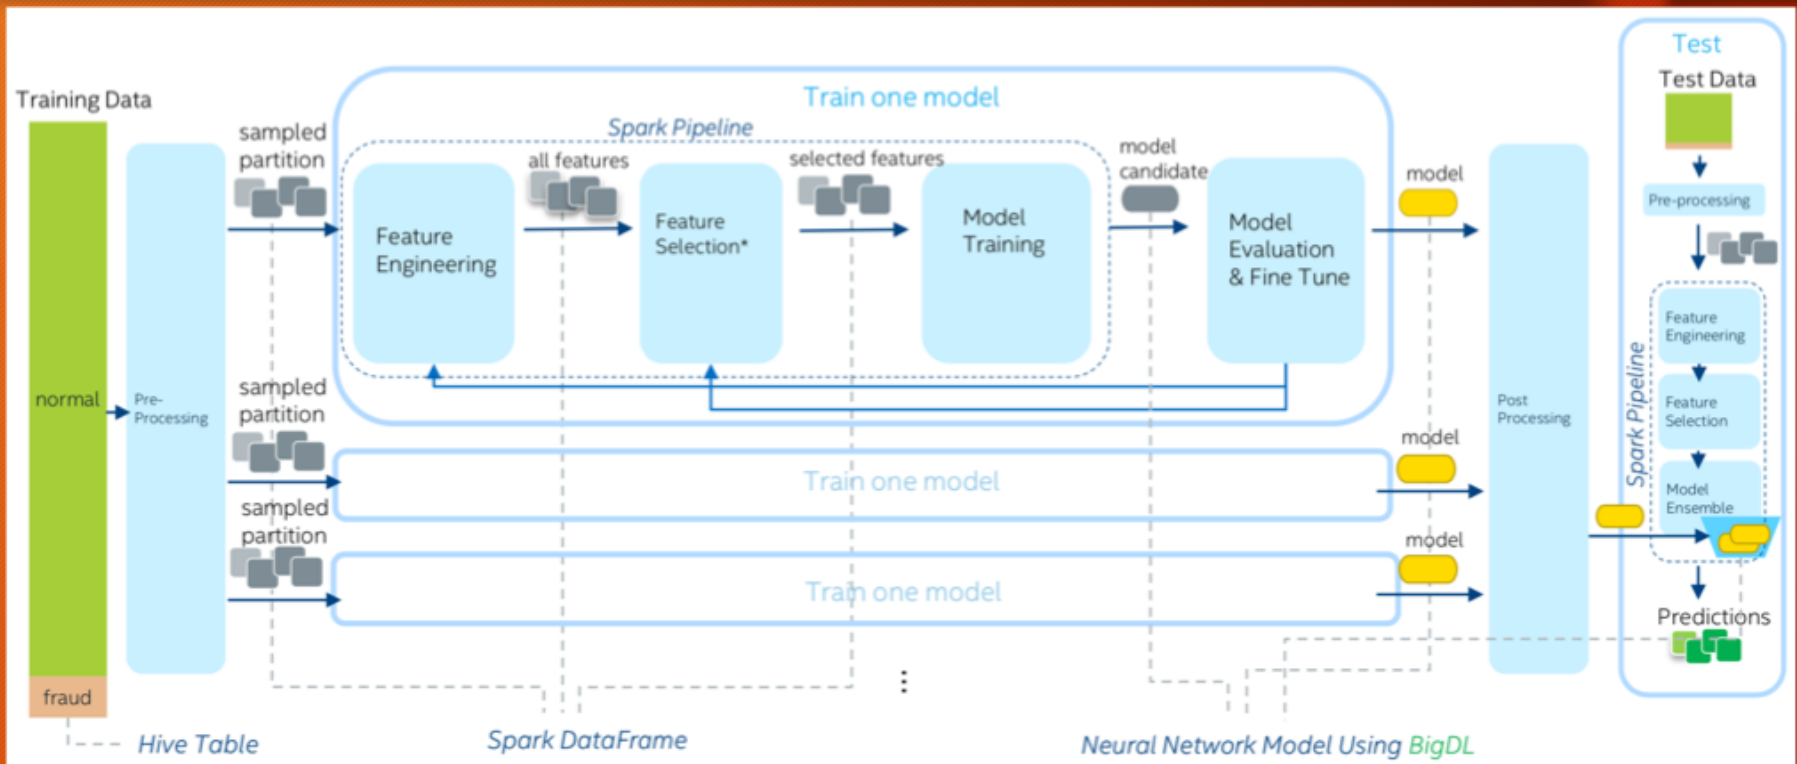 Training Data
normal
fraud
Hive Table
Pre-
Processing
sampled
partition
sampled
partition
sampled
partition
Train one model
Spark Pipeline
Feature
Engineering
all features
Feature
Selection*
selected features
Model
Training
model
candidate
Model
Evaluation
& Fine Tune
model
Train one model
model
Train one model
model
Spark DataFrame
Neural Network Model Using BigDL
Post
Processing
Test
Test Data
Pre-processing
Spark Pipeline
Feature
Engineering
Feature
Selection
Model
Ensemble
Predictions